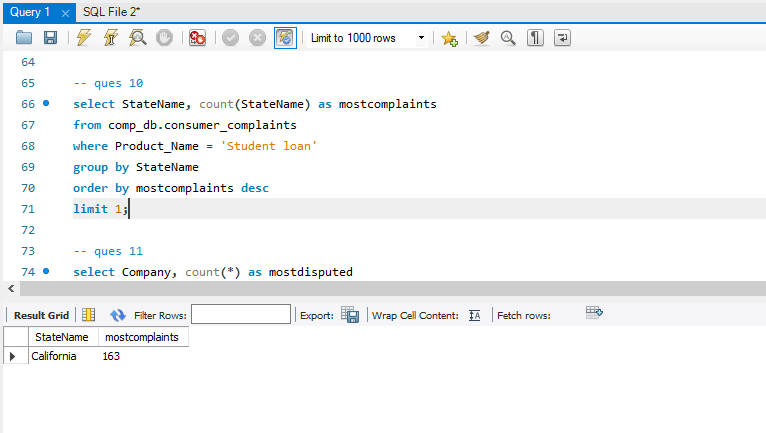 Query 1 SQL File 2*
Limit to 1000 rows
64
65 -- ques 10
66 select StateName, count(StateName) as mostcomplaints
67 from comp_db.consumer_complaints
68 where Product_Name = 'Student loan'
69 group by StateName
70 order by mostcomplaints desc
71 limit 1;
72
73 -- ques 11
74 select Company, count(*) as mostdisputed
Result Grid Filter Rows: Export: Wrap Cell Content: IA Fetch rows:
StateName mostcomplaints
California 163